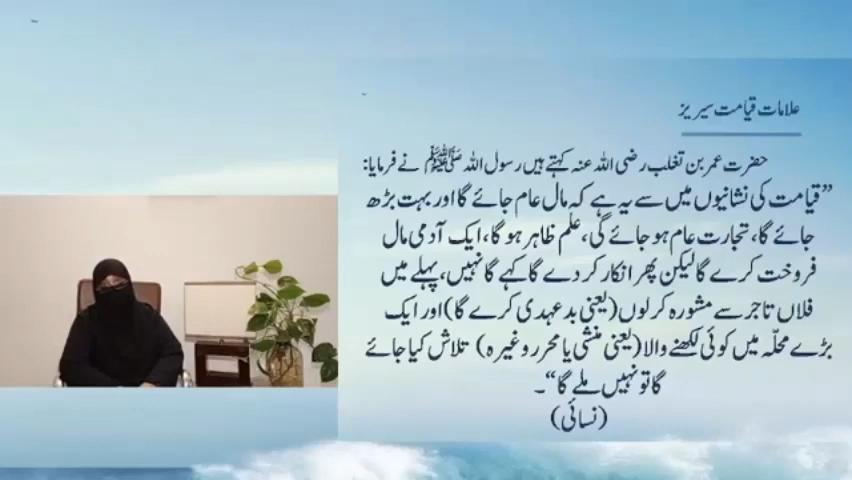 علامات قیامت سیریز
حضرت عمر بن تغلب رضی اللہ عنہ کہتے ہیں رسول اللہ ﷺ نے فرمایا:
”قیامت کی نشانیوں میں سے یہ ہے کہ مال عام جائے گا اور بہت بڑھ
جائے گا، تجارت عام ہو جائے گی، علم ظاہر ہو گا، ایک آدمی مال
فروخت کرے گا لیکن پھر انکار کر دے گا کہے گا نہیں، پہلے میں
فلاں تاجر سے مشورہ کر لوں (یعنی بد عہدی کرے گا) اور ایک
بڑے محلّہ میں کوئی لکھنے والا (یعنی منشی یا محرر وغیرہ) تلاش کیا جائے
گا تو نہیں ملے گا“۔
(نسائی)